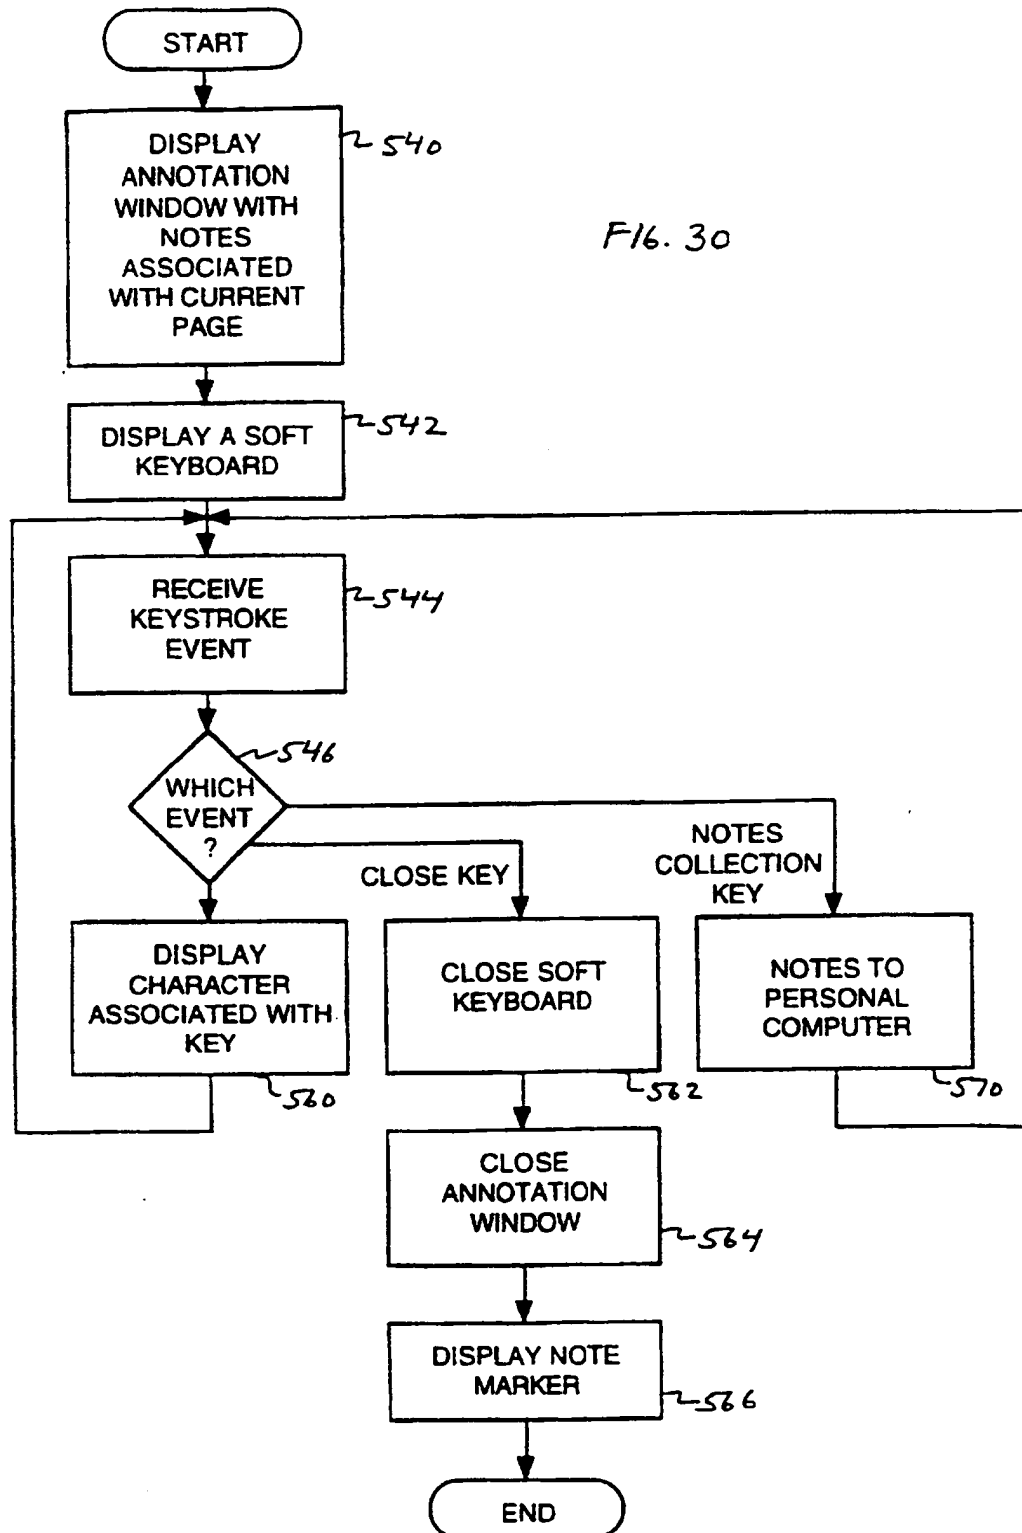 START
DISPLAY
ANNOTATION
WINDOW WITH
NOTES
ASSOCIATED
WITH CURRENT
PAGE
540
FIG. 30
DISPLAY A SOFT
KEYBOARD
542
RECEIVE
KEYSTROKE
EVENT
544
WHICH
EVENT
?
546
CLOSE KEY
NOTES
COLLECTION
KEY
DISPLAY
CHARACTER
ASSOCIATED WITH
KEY
560
CLOSE SOFT
KEYBOARD
562
NOTES TO
PERSONAL
COMPUTER
570
CLOSE
ANNOTATION
WINDOW
564
DISPLAY NOTE
MARKER
566
END